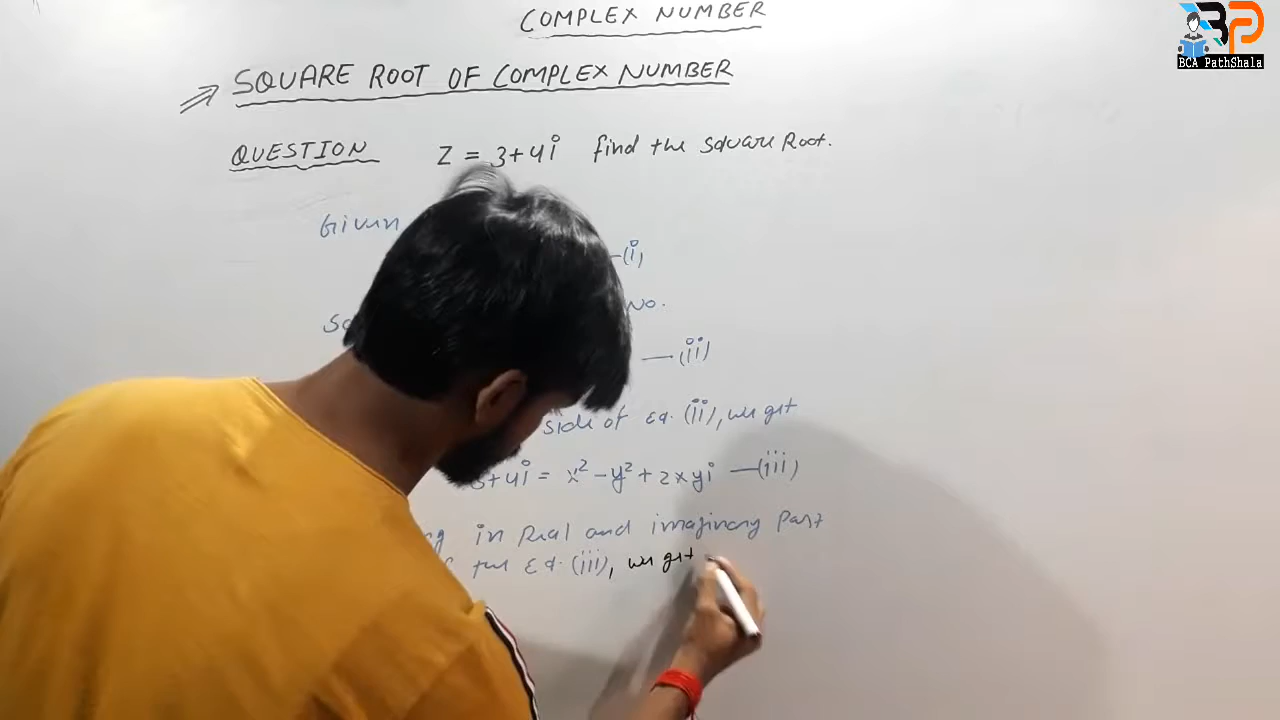 COMPLEX NUMBER
BCA PathShala
SQUARE ROOT OF COMPLEX NUMBER
QUESTION Z = 3+4i find the square Root.
Given
(i)
No.
— (ii)
side of Eq. (ii), we get
3+4i = x² - y² + 2xyi — (iii)
in Real and imaginary Part
the Eq. (iii), we get